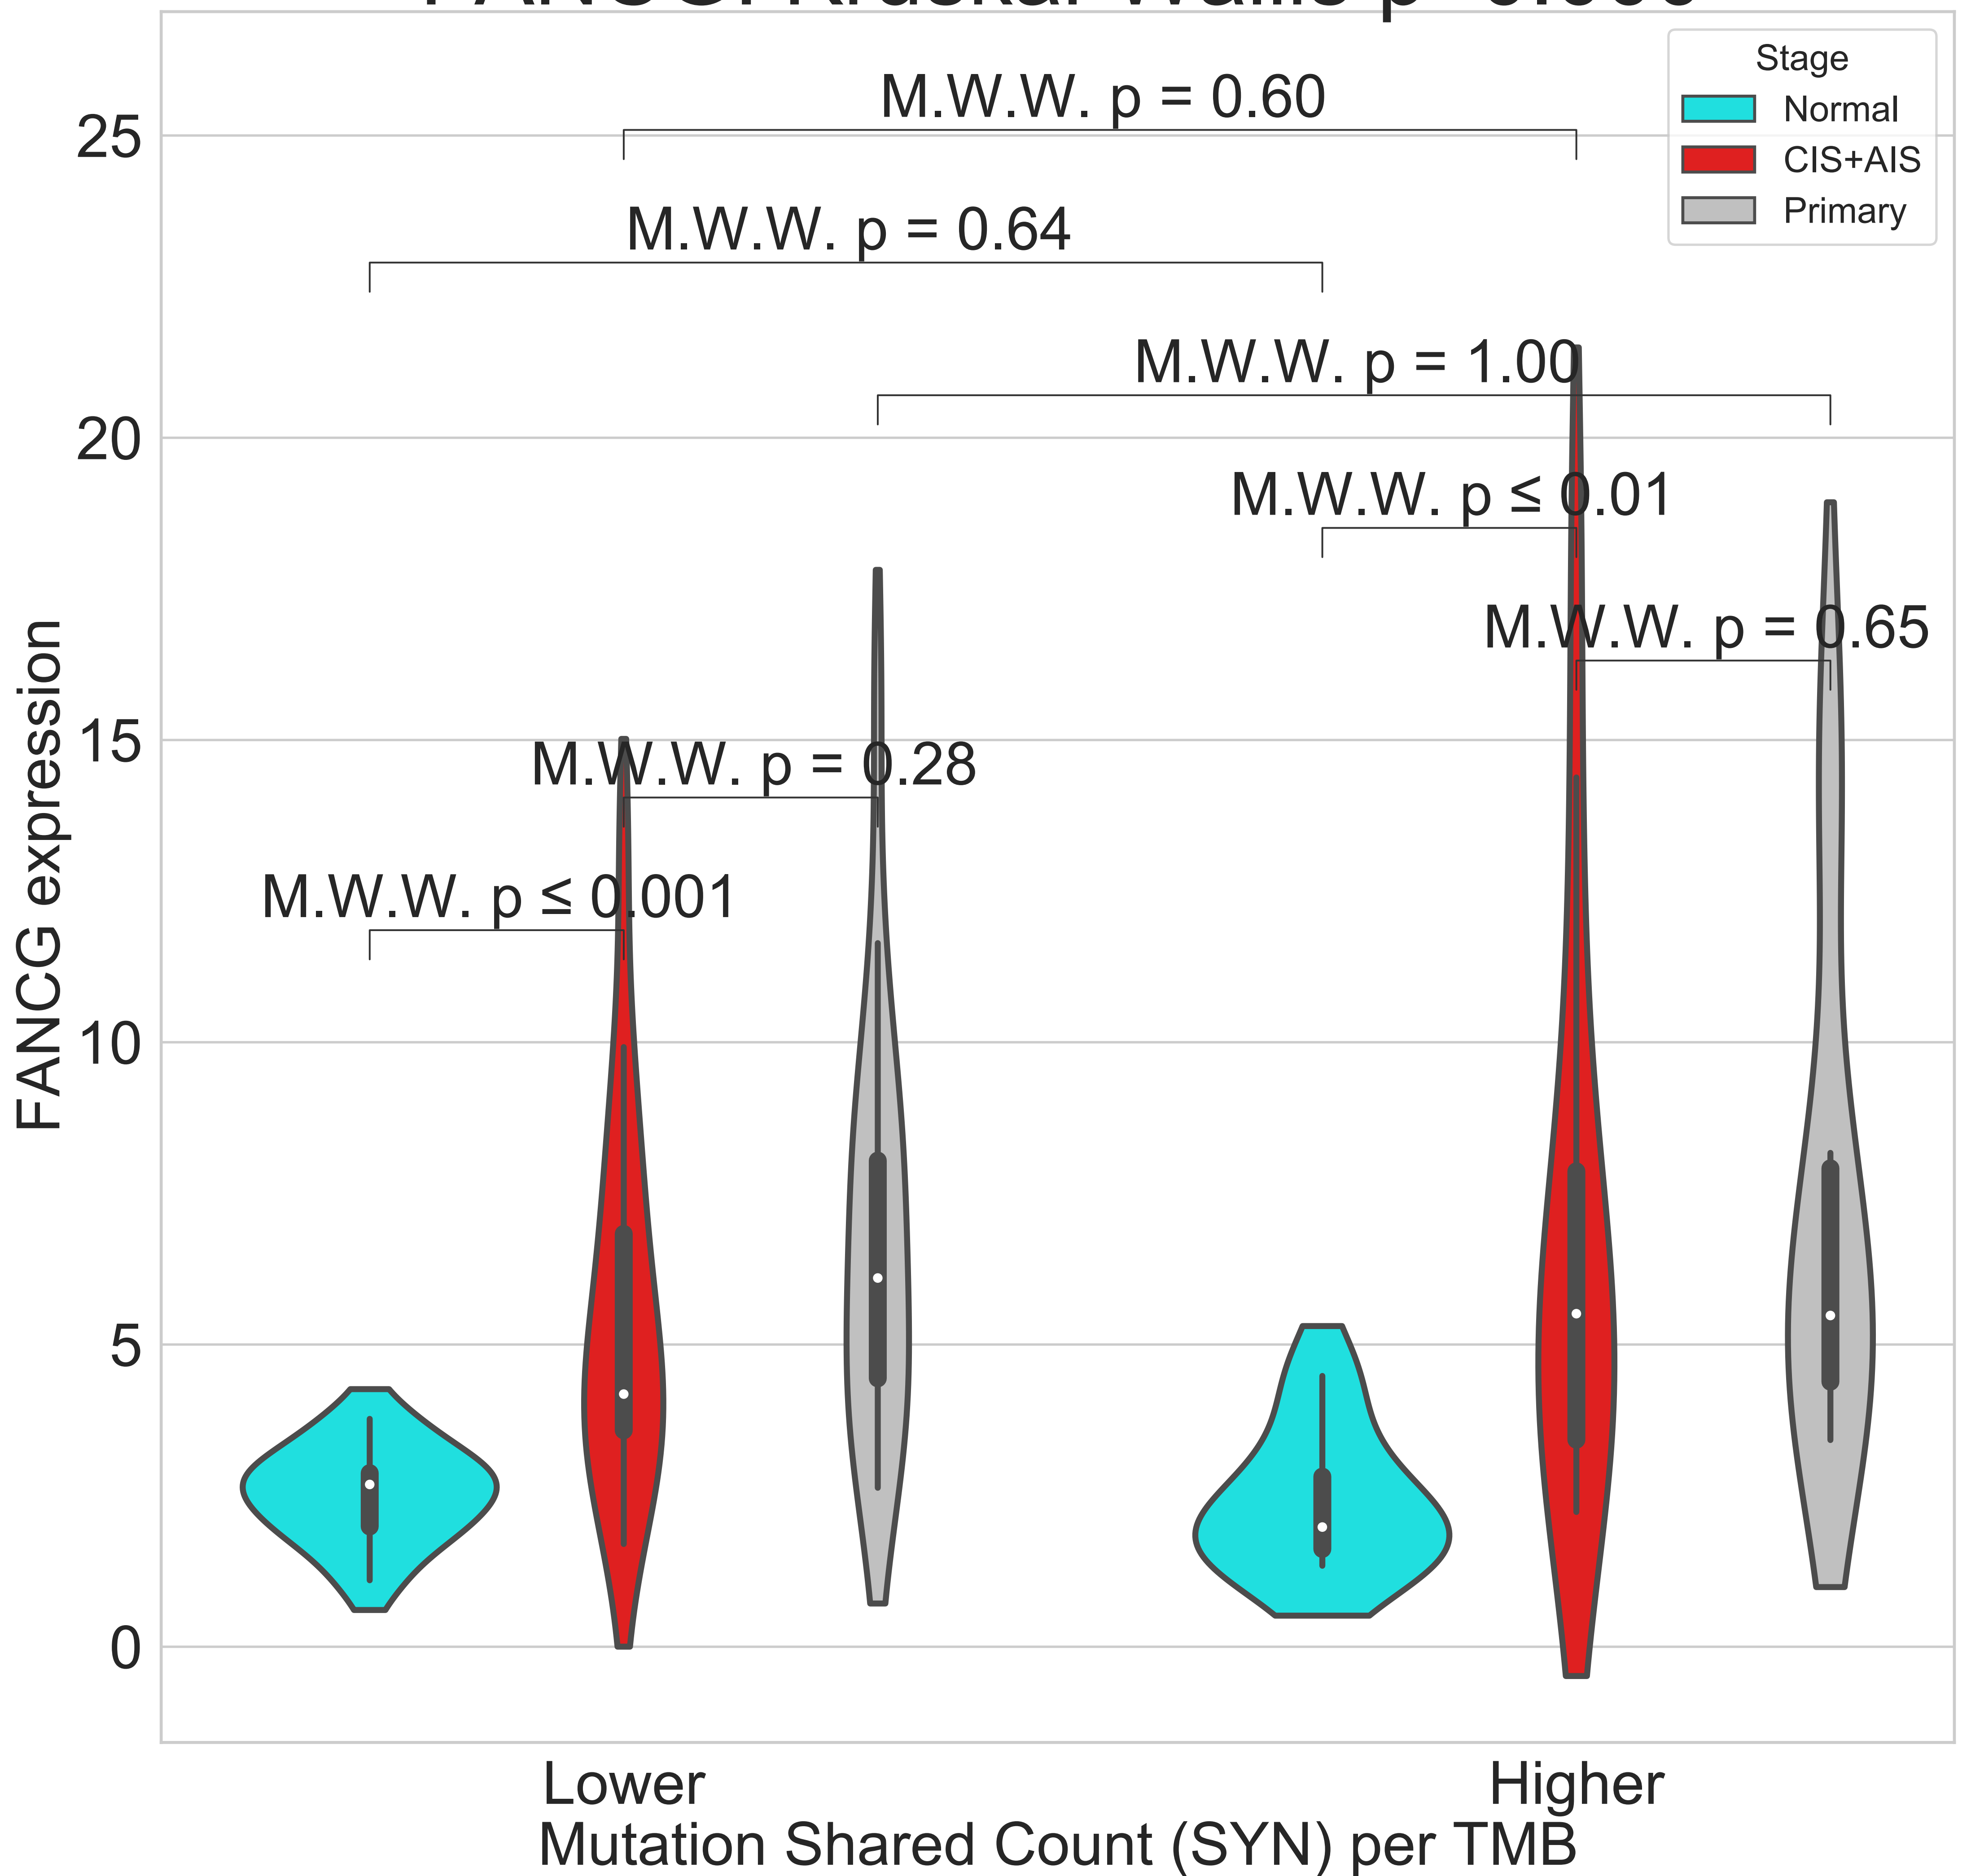 Stage
Normal
CIS+AIS
Primary
M.W.W. p = 0.60
M.W.W. p = 0.64
M.W.W. p = 1.00
M.W.W. p ≤ 0.01
M.W.W. p = 0.65
M.W.W. p = 0.28
M.W.W. p ≤ 0.001
25
20
15
10
5
0
FANCG expression
Lower
Higher
Mutation Shared Count (SYN) per TMB